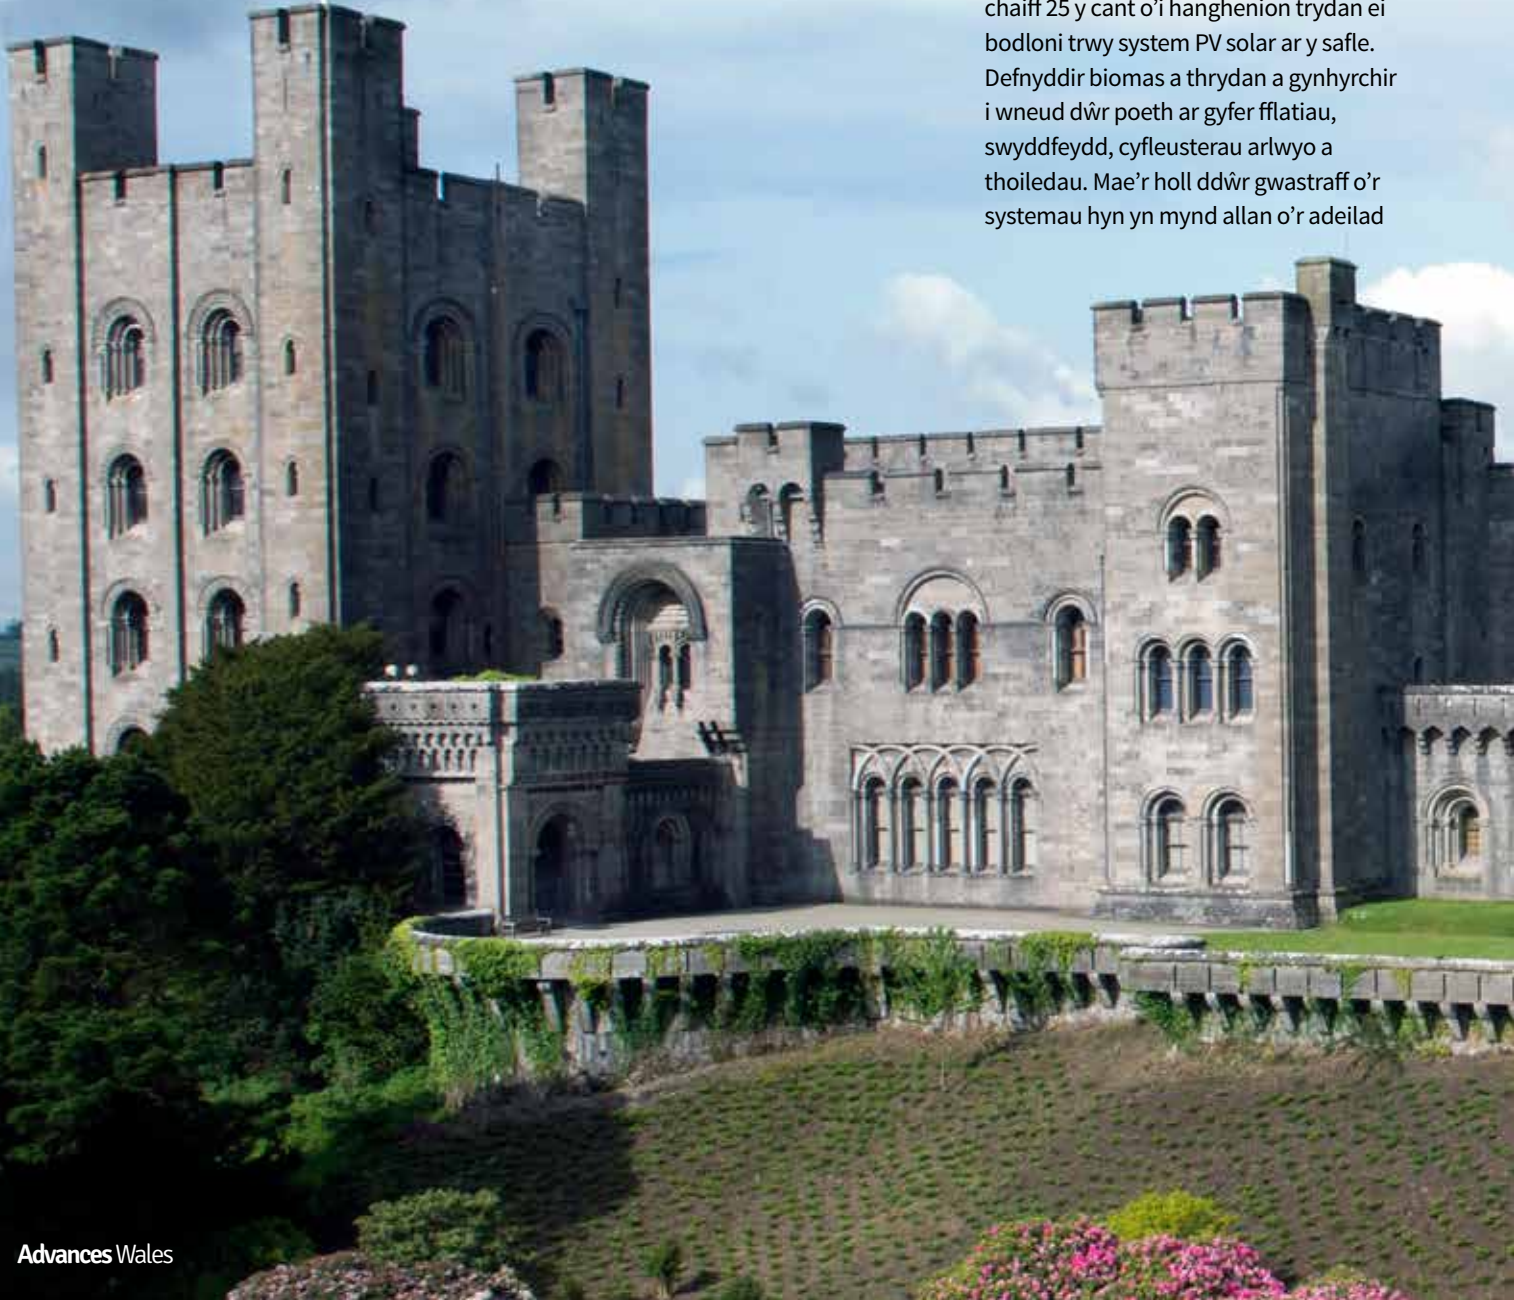 chaiff 25 y cant o’i hanghenion trydan ei
bodloni trwy system PV solar ar y safle.
Defnyddir biomas a thrydan a gynhyrchir
i wneud dŵr poeth ar gyfer fflatiau,
swyddfeydd, cyfleusterau arlwyo a
thoiledau. Mae’r holl ddŵr gwastraff o’r
systemau hyn yn mynd allan o’r adeilad
Advances Wales